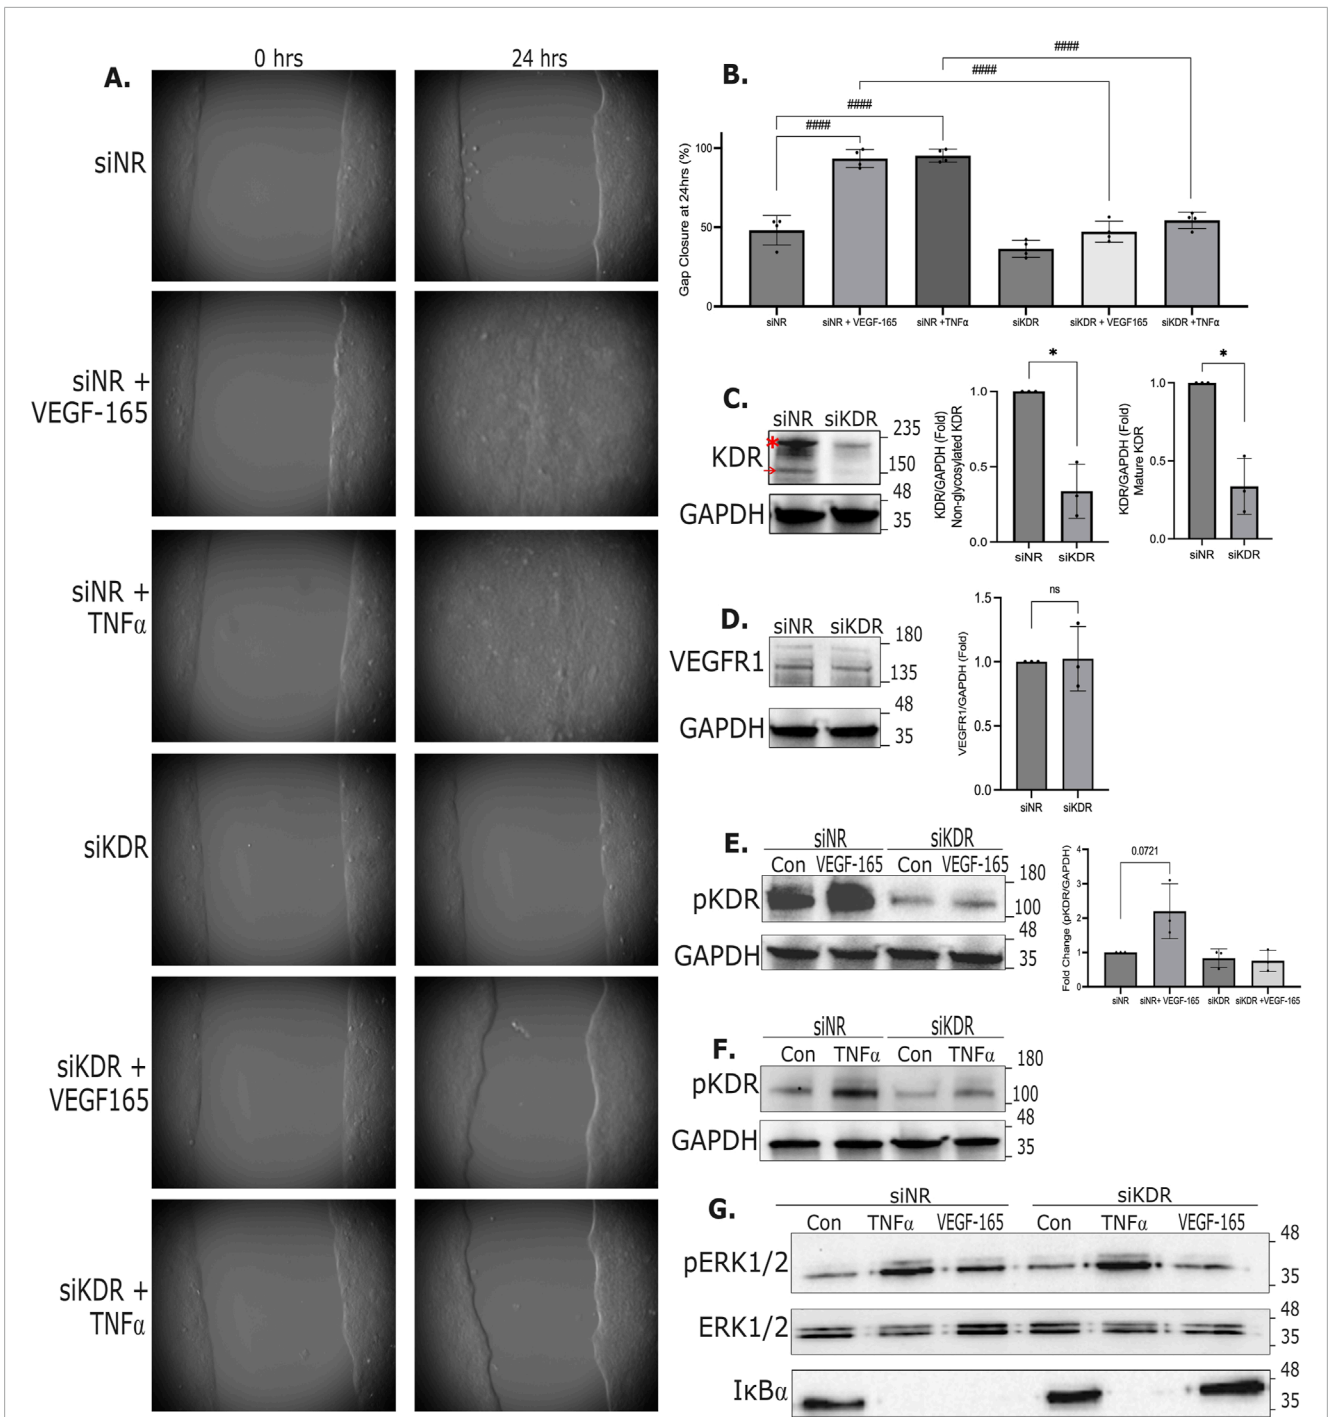 A.
0 hrs
24 hrs
siNR
siNR +
VEGF-165
siNR +
TNFα
siKDR
siKDR +
VEGF165
siKDR +
TNFα
B.
####
####
####
####
Gap Closure at 24hrs (%)
100
50
0
siNR
siNR + VEGF-165
siNR +TNFα
siKDR
siKDR + VEGF165
siKDR +TNFα
C.
siNR siKDR
KDR
*
235
150
GAPDH
48
35
KDR/GAPDH (Fold)
Non-glycosylated KDR
1.0
0.5
0.0
*
siNR
siKDR
KDR/GAPDH (Fold)
Mature KDR
1.0
0.5
0.0
*
siNR
siKDR
D.
siNR siKDR
VEGFR1
180
135
GAPDH
48
35
VEGFR1/GAPDH (Fold)
1.5
1.0
0.5
0.0
ns
siNR
siKDR
E.
siNR
siKDR
Con VEGF-165 Con VEGF-165
pKDR
180
100
GAPDH
48
35
Fold Change (pKDR/GAPDH)
4
3
2
1
0
0.0721
siNR
siNR+ VEGF-165
siKDR
siKDR +VEGF-165
F.
siNR
siKDR
Con TNFα Con TNFα
pKDR
180
100
GAPDH
48
35
G.
siNR
siKDR
Con TNFα VEGF-165 Con TNFα VEGF-165
pERK1/2
48
35
ERK1/2
48
35
IκBα
48
35